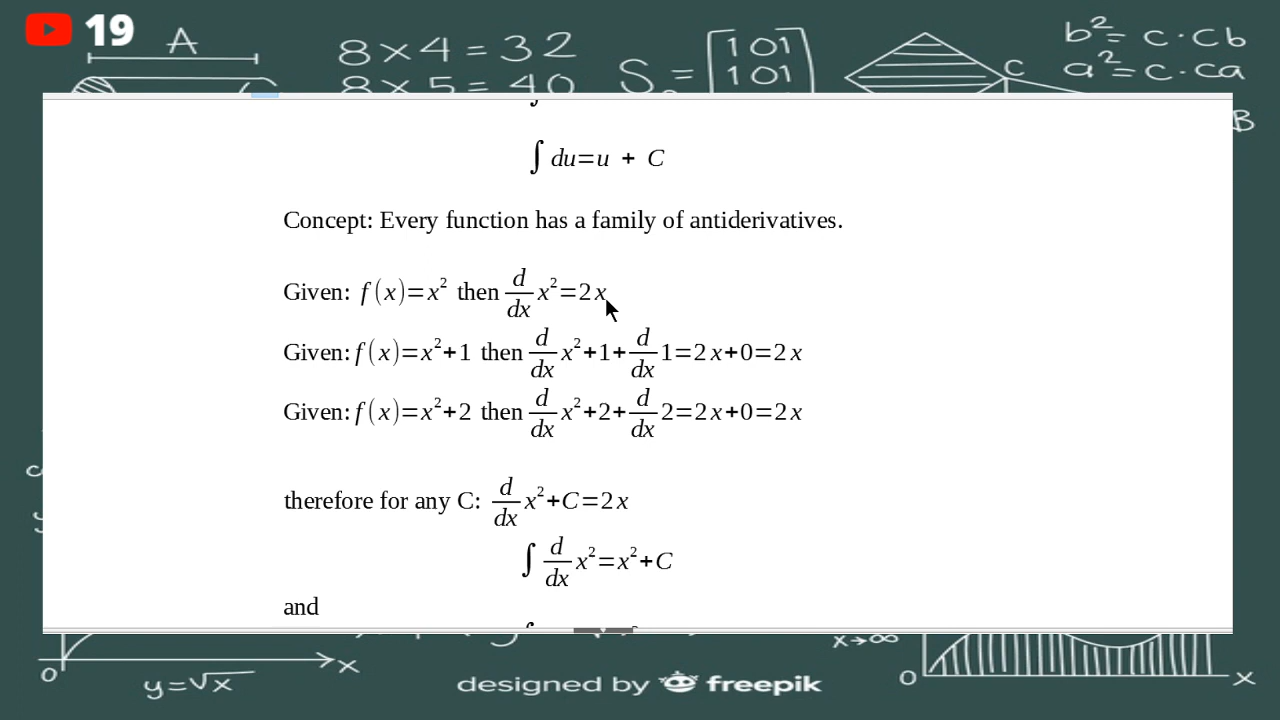 19
A
8 x 4 = 32
8 x 5 = 40
S = [101
101]
C
b² = c · cb
a² = c · ca
B
∫ du=u + C
Concept: Every function has a family of antiderivatives.
Given: f(x)=x² then d/dx x²=2x
Given: f(x)=x²+1 then d/dx x²+1+d/dx 1=2x+0=2x
Given: f(x)=x²+2 then d/dx x²+2+d/dx 2=2x+0=2x
therefore for any C: d/dx x²+C=2x
∫ d/dx x²=x²+C
and
x→∞
0
y=√x
x
designed by freepik
0
x